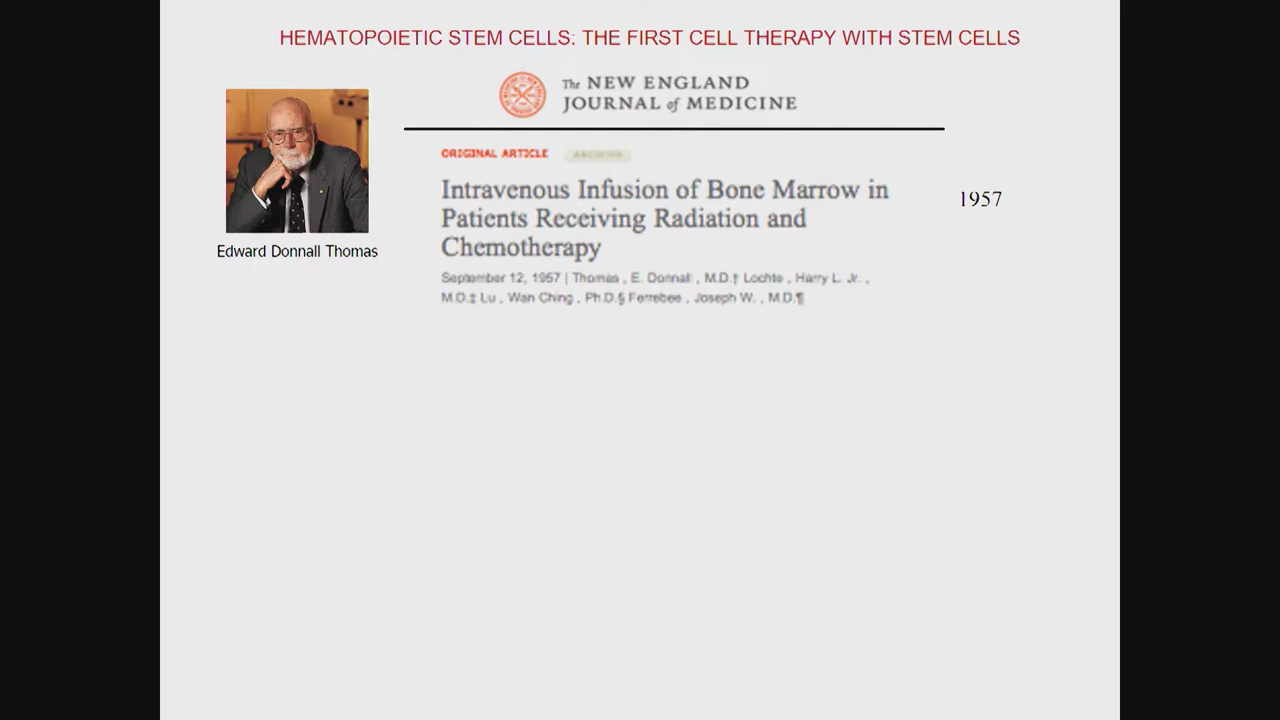 HEMATOPOIETIC STEM CELLS: THE FIRST CELL THERAPY WITH STEM CELLS
The NEW ENGLAND
JOURNAL of MEDICINE
ORIGINAL ARTICLE ARCHIVE
Intravenous Infusion of Bone Marrow in
Patients Receiving Radiation and
Chemotherapy
1957
September 12, 1957 | Thomas , E. Donnall , M.D.† Lochte , Harry L. Jr. ,
M.D.‡ Lu , Wan Ching , Ph.D.§ Ferrebee , Joseph W. , M.D.¶
Edward Donnall Thomas